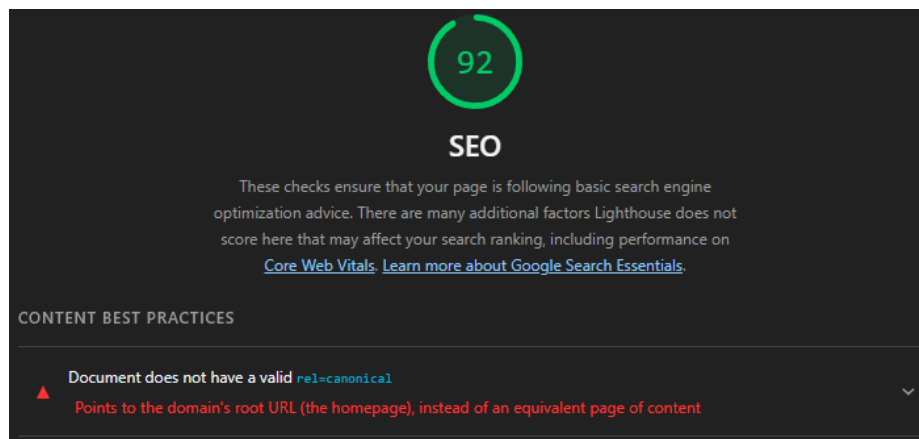 92
SEO
These checks ensure that your page is following basic search engine
optimization advice. There are many additional factors Lighthouse does not
score here that may affect your search ranking, including performance on
Core Web Vitals. Learn more about Google Search Essentials.
CONTENT BEST PRACTICES
Document does not have a valid rel=canonical
Points to the domain's root URL (the homepage), instead of an equivalent page of content